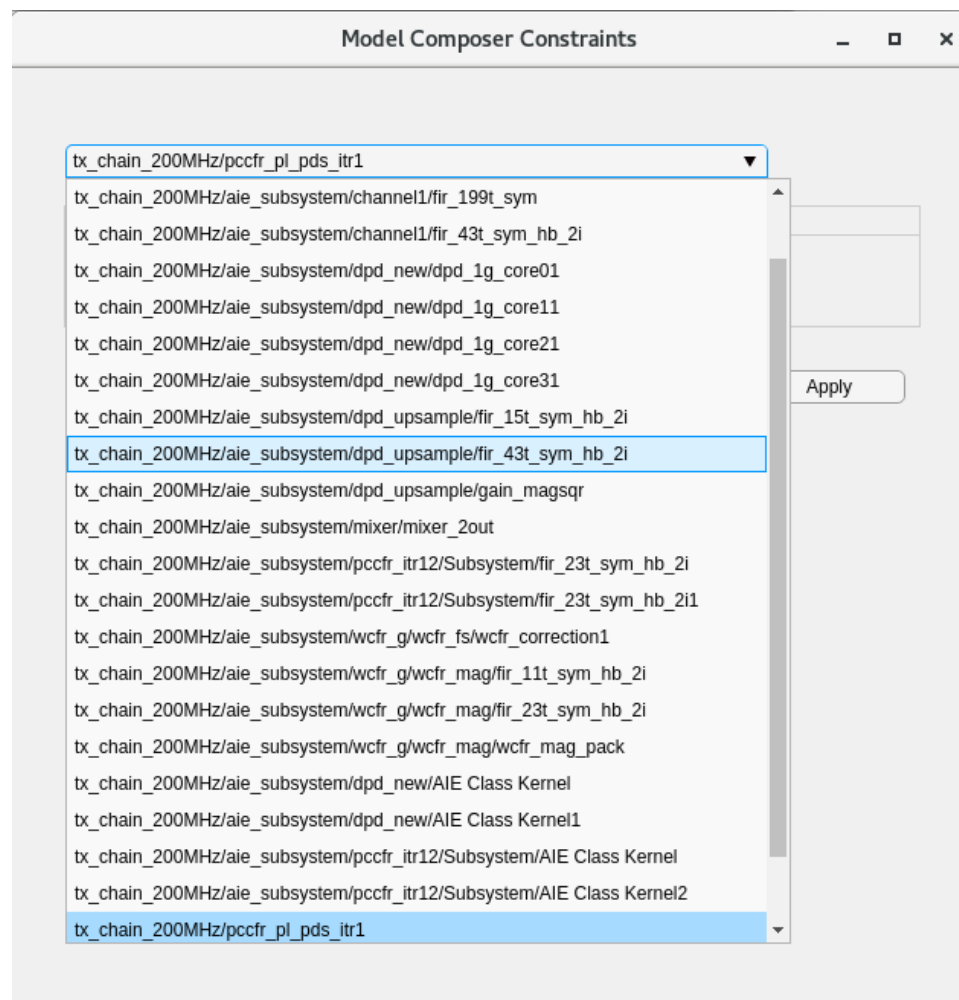 Model Composer Constraints
tx_chain_200MHz/pccfr_pl_pds_itr1
tx_chain_200MHz/aie_subsystem/channel1/fir_199t_sym
tx_chain_200MHz/aie_subsystem/channel1/fir_43t_sym_hb_2i
tx_chain_200MHz/aie_subsystem/dpd_new/dpd_1g_core01
tx_chain_200MHz/aie_subsystem/dpd_new/dpd_1g_core11
tx_chain_200MHz/aie_subsystem/dpd_new/dpd_1g_core21
tx_chain_200MHz/aie_subsystem/dpd_new/dpd_1g_core31
Apply
tx_chain_200MHz/aie_subsystem/dpd_upsample/fir_15t_sym_hb_2i
tx_chain_200MHz/aie_subsystem/dpd_upsample/fir_43t_sym_hb_2i
tx_chain_200MHz/aie_subsystem/dpd_upsample/gain_magsqr
tx_chain_200MHz/aie_subsystem/mixer/mixer_2out
tx_chain_200MHz/aie_subsystem/pccfr_itr12/Subsystem/fir_23t_sym_hb_2i
tx_chain_200MHz/aie_subsystem/pccfr_itr12/Subsystem/fir_23t_sym_hb_2i1
tx_chain_200MHz/aie_subsystem/wcfr_g/wcfr_fs/wcfr_correction1
tx_chain_200MHz/aie_subsystem/wcfr_g/wcfr_mag/fir_11t_sym_hb_2i
tx_chain_200MHz/aie_subsystem/wcfr_g/wcfr_mag/fir_23t_sym_hb_2i
tx_chain_200MHz/aie_subsystem/wcfr_g/wcfr_mag/wcfr_mag_pack
tx_chain_200MHz/aie_subsystem/dpd_new/AIE Class Kernel
tx_chain_200MHz/aie_subsystem/dpd_new/AIE Class Kernel1
tx_chain_200MHz/aie_subsystem/pccfr_itr12/Subsystem/AIE Class Kernel
tx_chain_200MHz/aie_subsystem/pccfr_itr12/Subsystem/AIE Class Kernel2
tx_chain_200MHz/pccfr_pl_pds_itr1